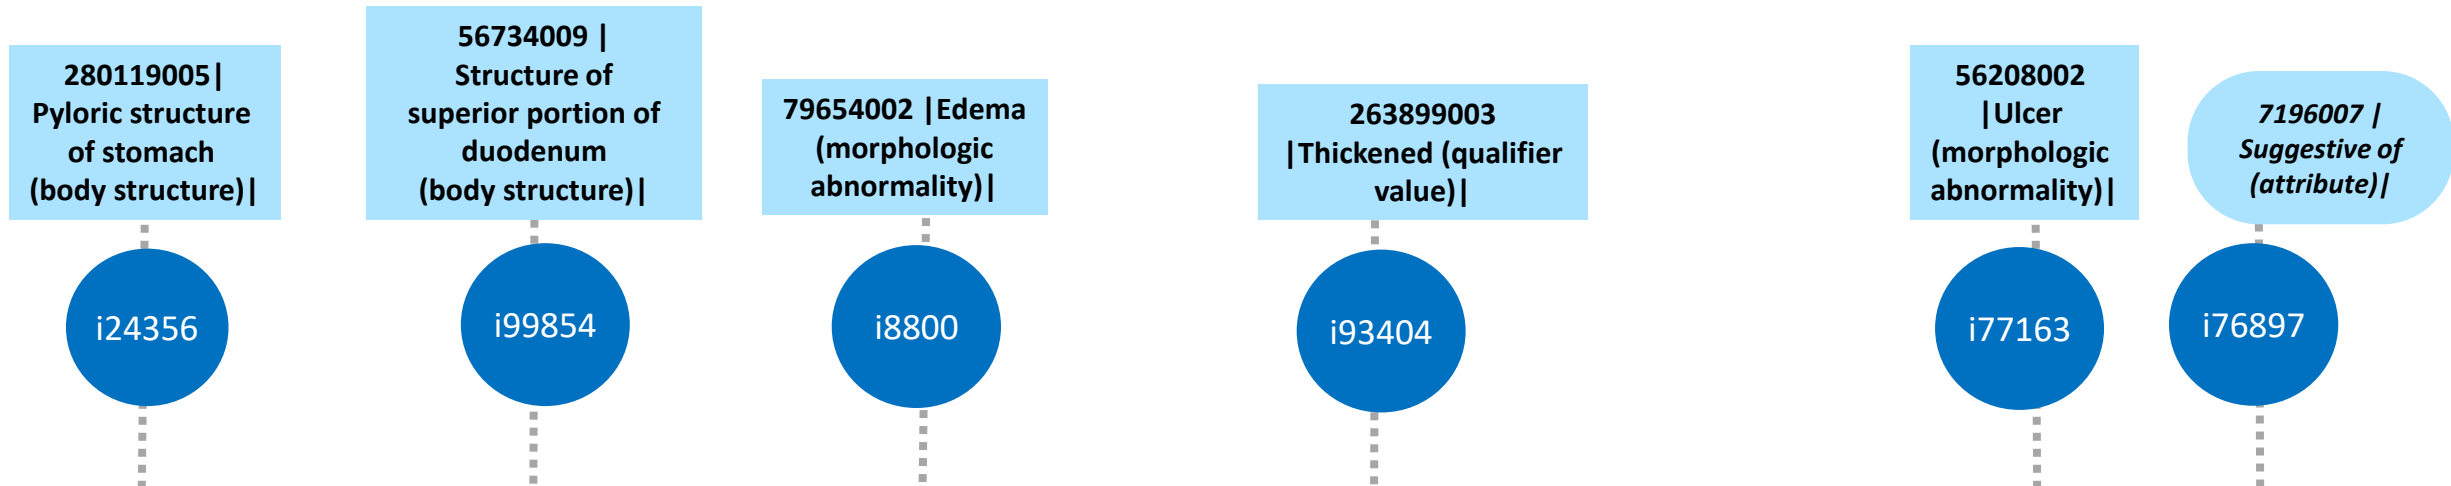 280119005|
Pyloric structure
of stomach
(body structure)|
56734009 |
Structure of
superior portion of
duodenum
(body structure)|
79654002 |Edema
(morphologic
abnormality)|
263899003
|Thickened (qualifier
value)|
56208002
|Ulcer
(morphologic
abnormality)|
7196007 |
Suggestive of
(attribute)|
i24356
i99854
i8800
i93404
i77163
i76897